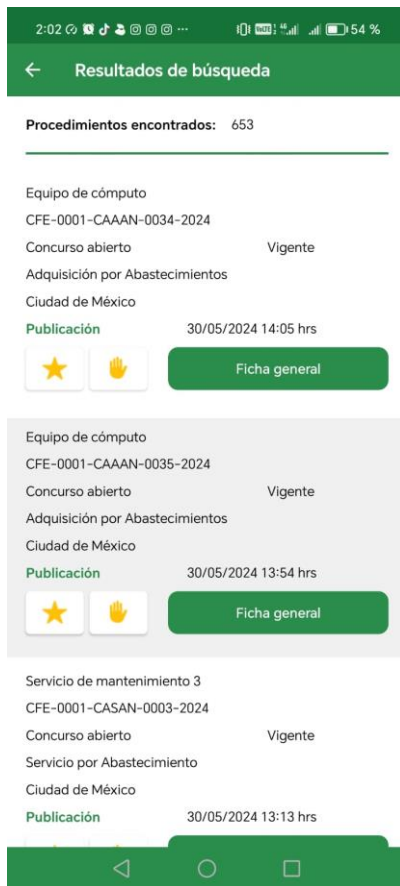 2:02 54 %
Resultados de búsqueda
Procedimientos encontrados: 653
Equipo de cómputo
CFE-0001-CAAAN-0034-2024
Concurso abierto Vigente
Adquisición por Abastecimientos
Ciudad de México
Publicación 30/05/2024 14:05 hrs
Ficha general
Equipo de cómputo
CFE-0001-CAAAN-0035-2024
Concurso abierto Vigente
Adquisición por Abastecimientos
Ciudad de México
Publicación 30/05/2024 13:54 hrs
Ficha general
Servicio de mantenimiento 3
CFE-0001-CASAN-0003-2024
Concurso abierto Vigente
Servicio por Abastecimiento
Ciudad de México
Publicación 30/05/2024 13:13 hrs